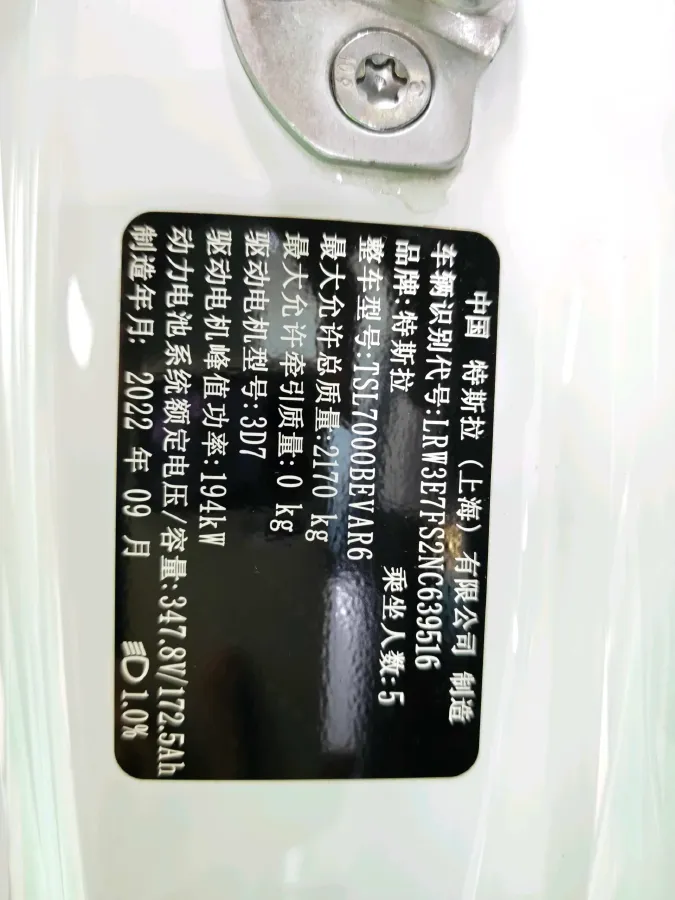 中国 特斯拉（上海）有限公司 制造
车辆识别代号:LRW3E7FS2NC639516
品牌:特斯拉 乘坐人数:5
整车型号:TSL7000BEVAR6
最大允许总质量:2170 kg
最大允许牵引质量:0 kg
驱动电机型号:3D7
驱动电机峰值功率:194kW
动力电池系统额定电压/容量:347.8V/172.5Ah
制造年月: 2022 年 09 月 1.0%